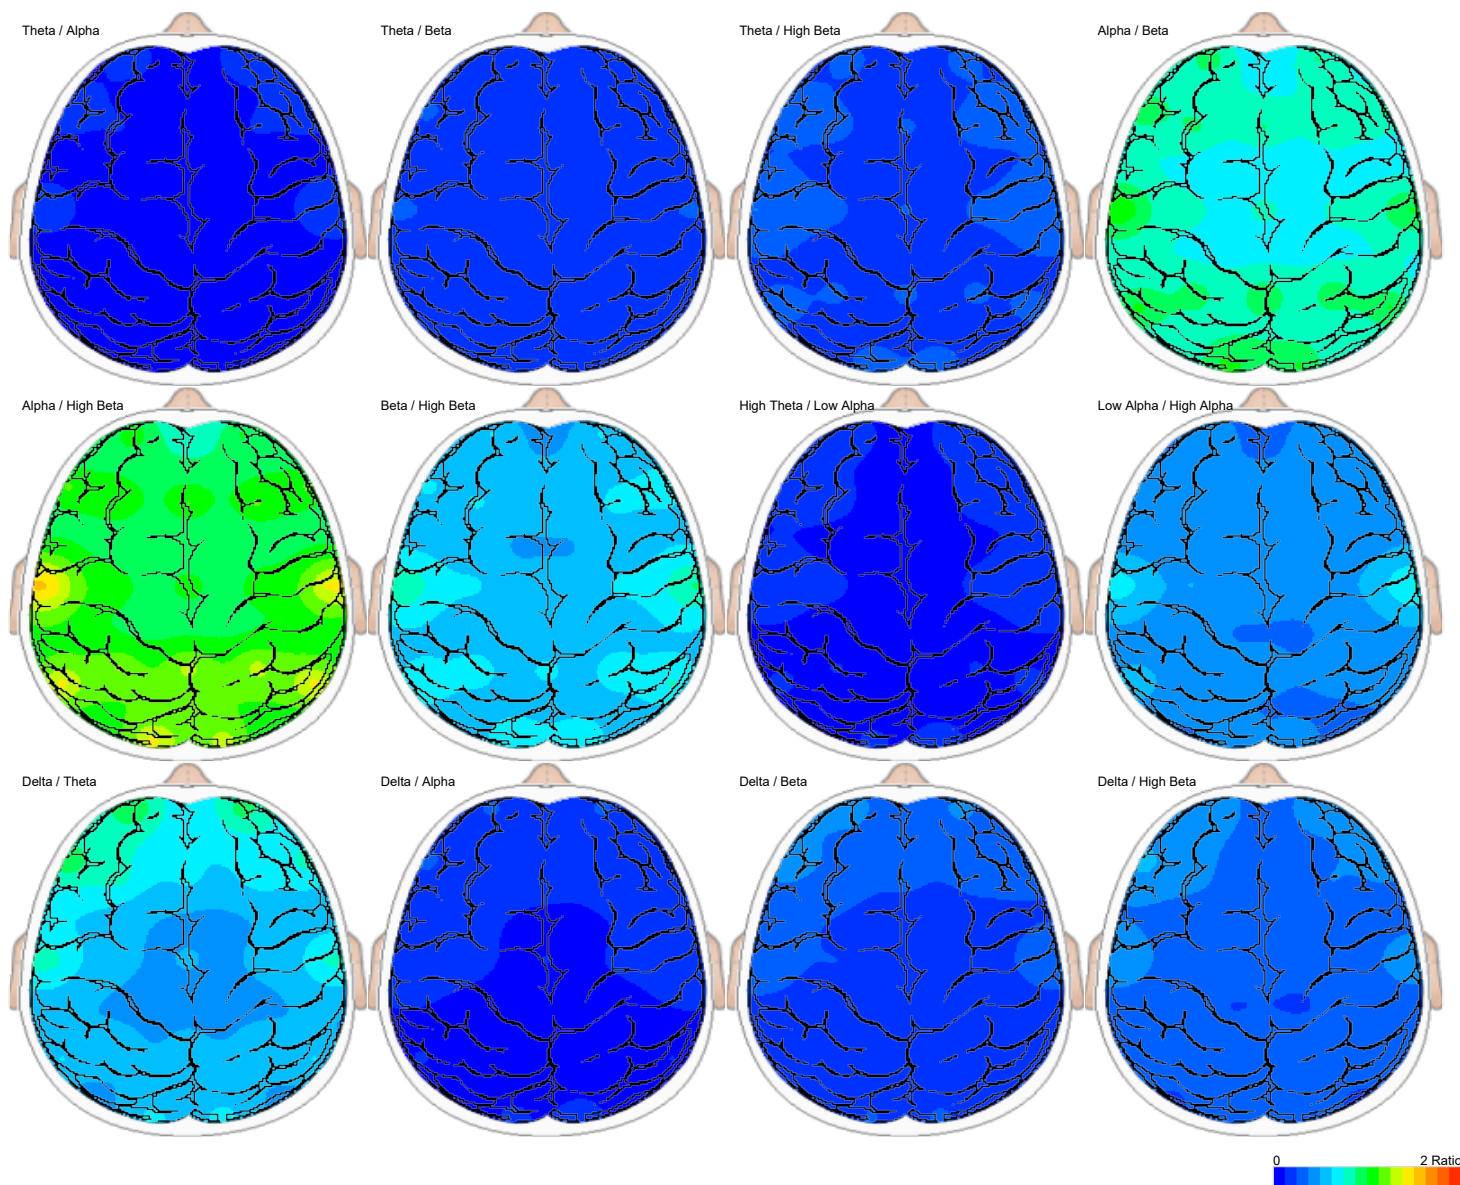 Theta / Alpha
Theta / Beta
Theta / High Beta
Alpha / Beta
Alpha / High Beta
Beta / High Beta
High Theta / Low Alpha
Low Alpha / High Alpha
Delta / Theta
Delta / Alpha
Delta / Beta
Delta / High Beta
0 2 Ratio